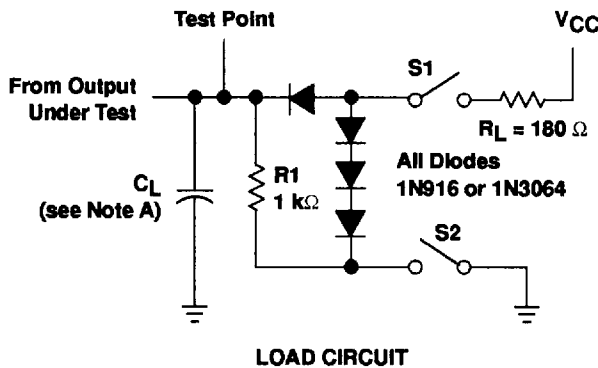 Test Point
VCC
S1
From Output
Under Test
RL = 180 Ω
All Diodes
1N916 or 1N3064
R1
1 kΩ
CL
(see Note A)
S2
LOAD CIRCUIT